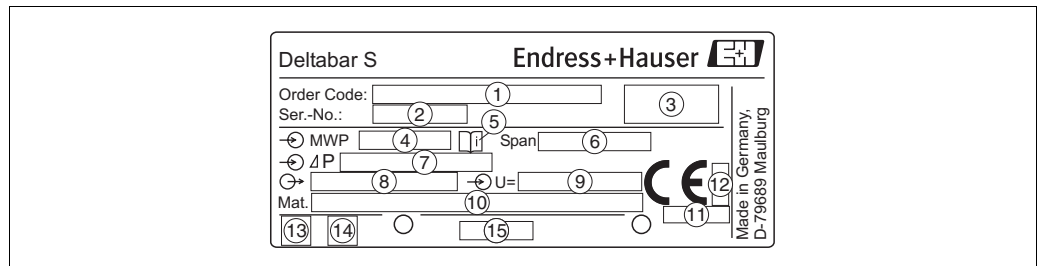 Deltabar S
Endress+Hauser
Order Code: 1
Ser.-No.: 2
3
MWP 4 i 5 Span 6
⊿P 7
8 U= 9
CE 12
Mat. 10
11
13 14 15
Made in Germany,
D-79689 Maulburg